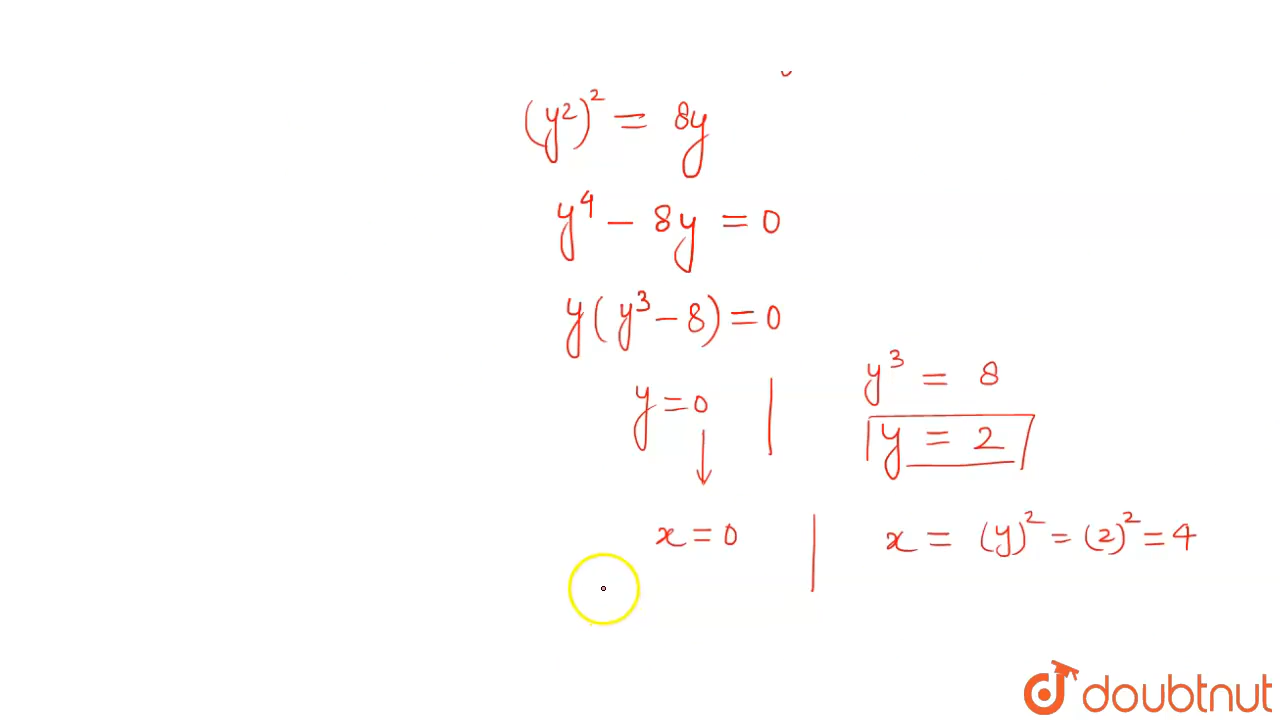 (y²)² = 8y
y⁴ - 8y = 0
y(y³-8) = 0
y = 0 | y³ = 8
y = 2
x = 0 | x = (y)² = (2)² = 4
doubtnut